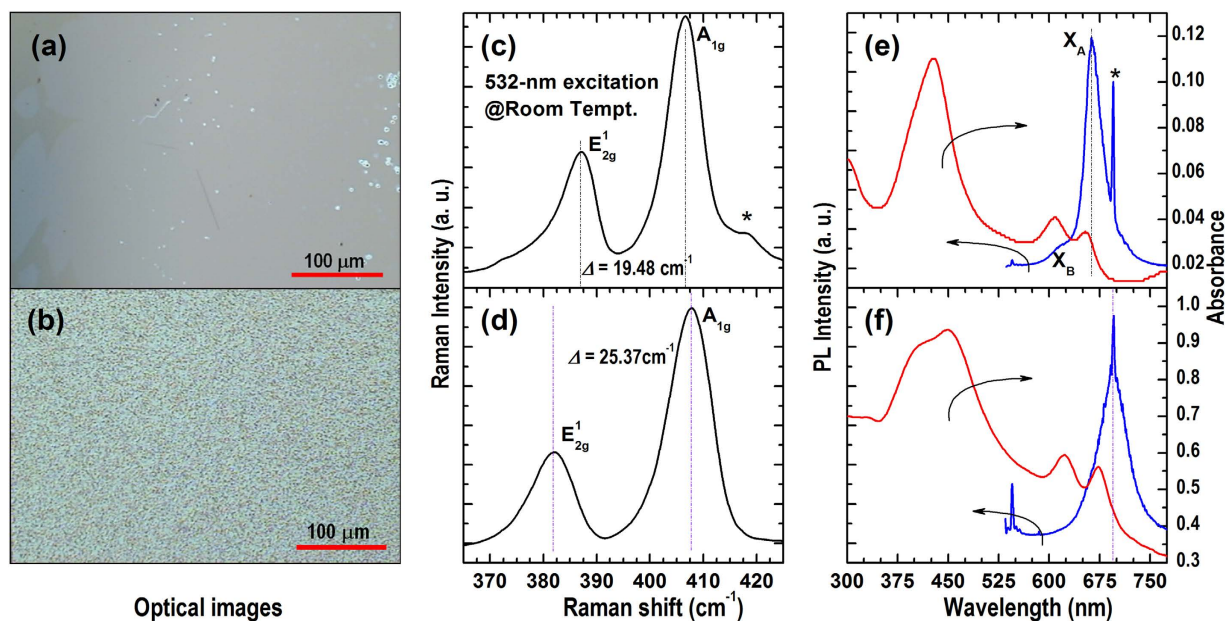 (a)
100 μm
(b)
100 μm
Optical images
(c)
A1g
532-nm excitation
@Room Tempt.
E12g
*
Δ = 19.48 cm-1
(d)
A1g
Δ = 25.37cm-1
E12g
Raman Intensity (a. u.)
365 370 380 390 400 410 420
Raman shift (cm-1)
(e)
XA
*
XB
0.12
0.10
0.08
0.06
0.04
0.02
(f)
1.0
0.9
0.8
0.7
0.6
0.5
0.4
0.3
PL Intensity (a. u.)
Absorbance
300 450 525 600 675 750
Wavelength (nm)